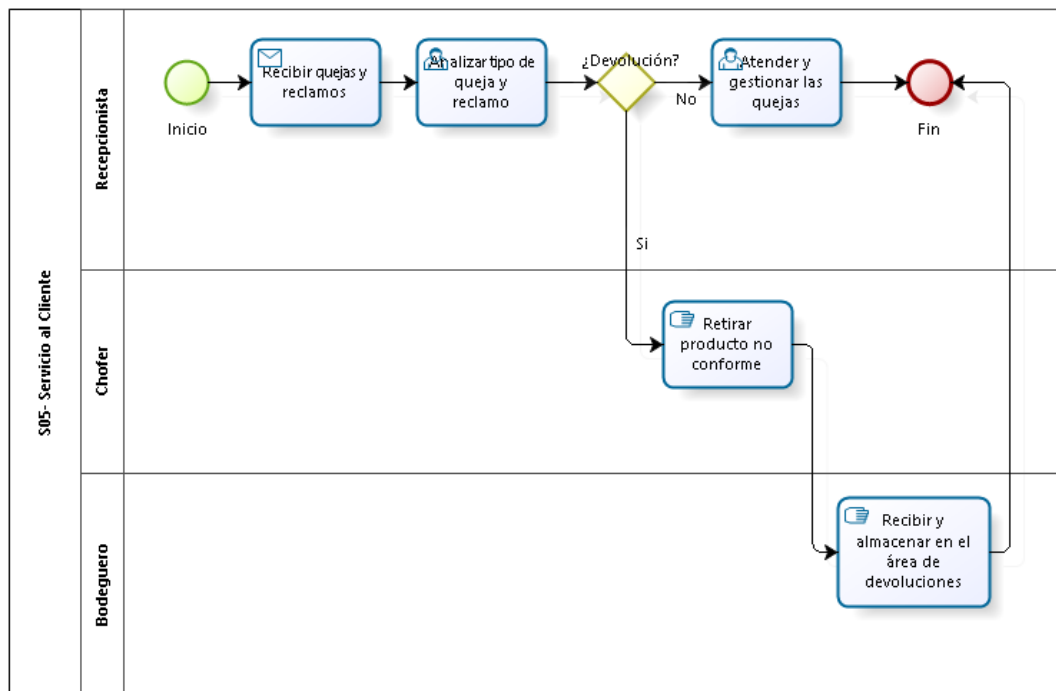 S05- Servicio al Cliente
Recepcionista
Inicio
Recibir quejas y
reclamos
Analizar tipo de
queja y
reclamo
¿Devolución?
No
Si
Atender y
gestionar las
quejas
Fin
Chofer
Retirar
producto no
conforme
Bodeguero
Recibir y
almacenar en el
área de
devoluciones